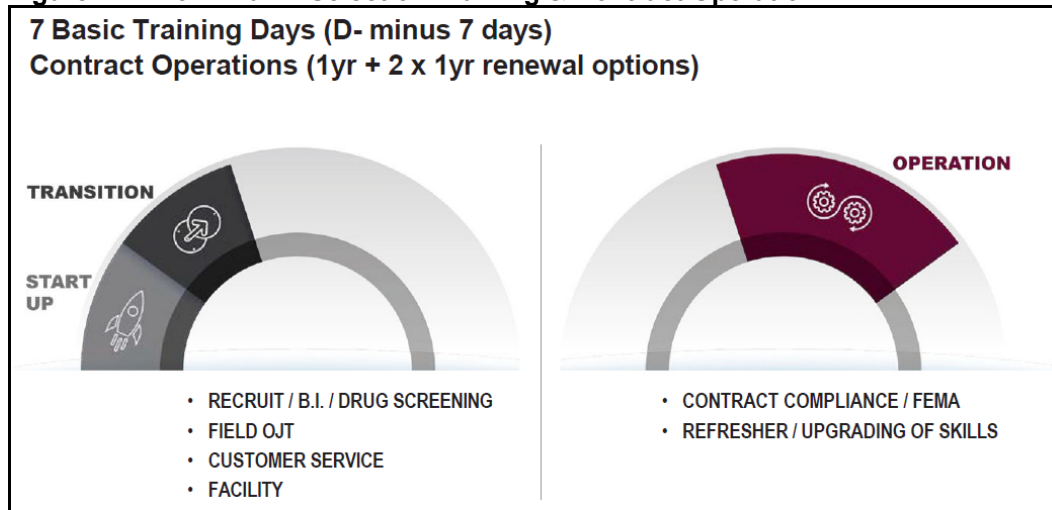 7 Basic Training Days (D- minus 7 days)
Contract Operations (1yr + 2 x 1yr renewal options)
TRANSITION
START
UP
• RECRUIT / B.I. / DRUG SCREENING
• FIELD OJT
• CUSTOMER SERVICE
• FACILITY
OPERATION
• CONTRACT COMPLIANCE / FEMA
• REFRESHER / UPGRADING OF SKILLS